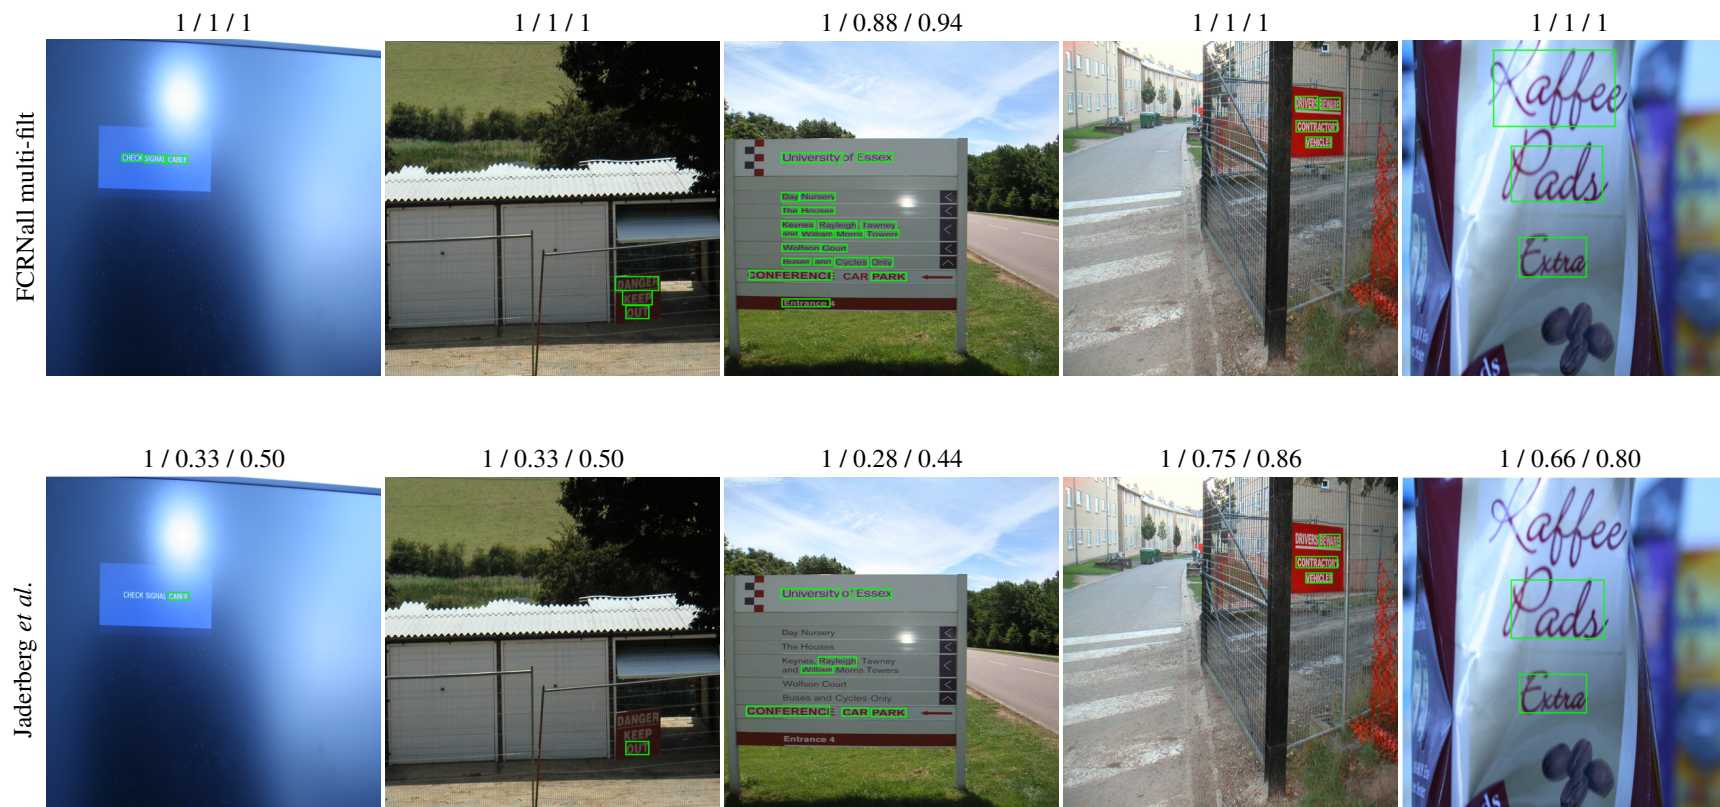 1 / 1 / 1
1 / 1 / 1
1 / 0.88 / 0.94
1 / 1 / 1
1 / 1 / 1
FCRNall multi-filt
CHECK SIGNAL CABLE
DANGER
KEEP
OUT
University of Essex
Day Nursery
The Houses
Keynes, Rayleigh, Tawney
and William Morris Towers
Wolfson Court
Buses and Cycles Only
CONFERENCE CAR PARK
Entrance 4
DRIVERS BEWARE
CONTRACTOR'S
VEHICLES
Kaffee
Pads
Extra
ds
1 / 0.33 / 0.50
1 / 0.33 / 0.50
1 / 0.28 / 0.44
1 / 0.75 / 0.86
1 / 0.66 / 0.80
Jaderberg et al.
CHECK SIGNAL CABLE
DANGER
KEEP
OUT
University of Essex
Day Nursery
The Houses
Keynes, Rayleigh, Tawney
and William Morris Towers
Wolfson Court
Buses and Cycles Only
CONFERENCE CAR PARK
Entrance 4
DRIVERS BEWARE
CONTRACTOR'S
VEHICLES
Kaffee
Pads
Extra
ds